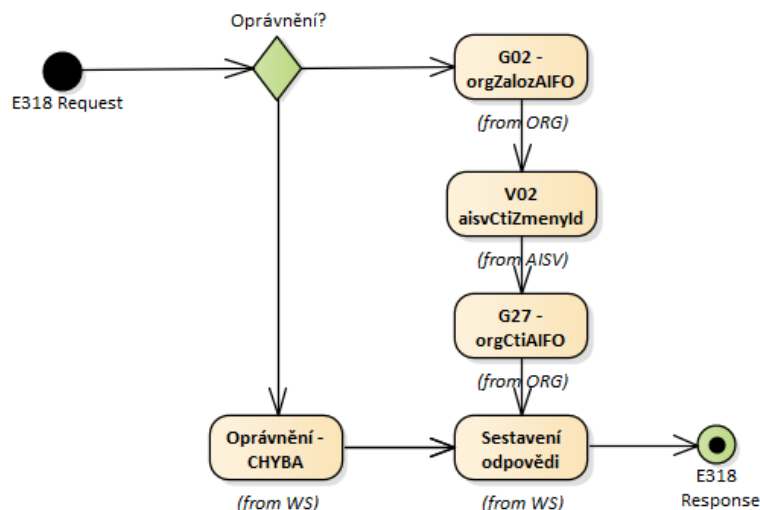 Oprávnění?
E318 Request
G02 -
orgZalozAIFO
(from ORG)
V02
aisvCtiZmenyId
(from AISV)
G27 -
orgCtiAIFO
(from ORG)
Oprávnění -
CHYBA
(from WS)
Sestavení
odpovědi
(from WS)
E318
Response